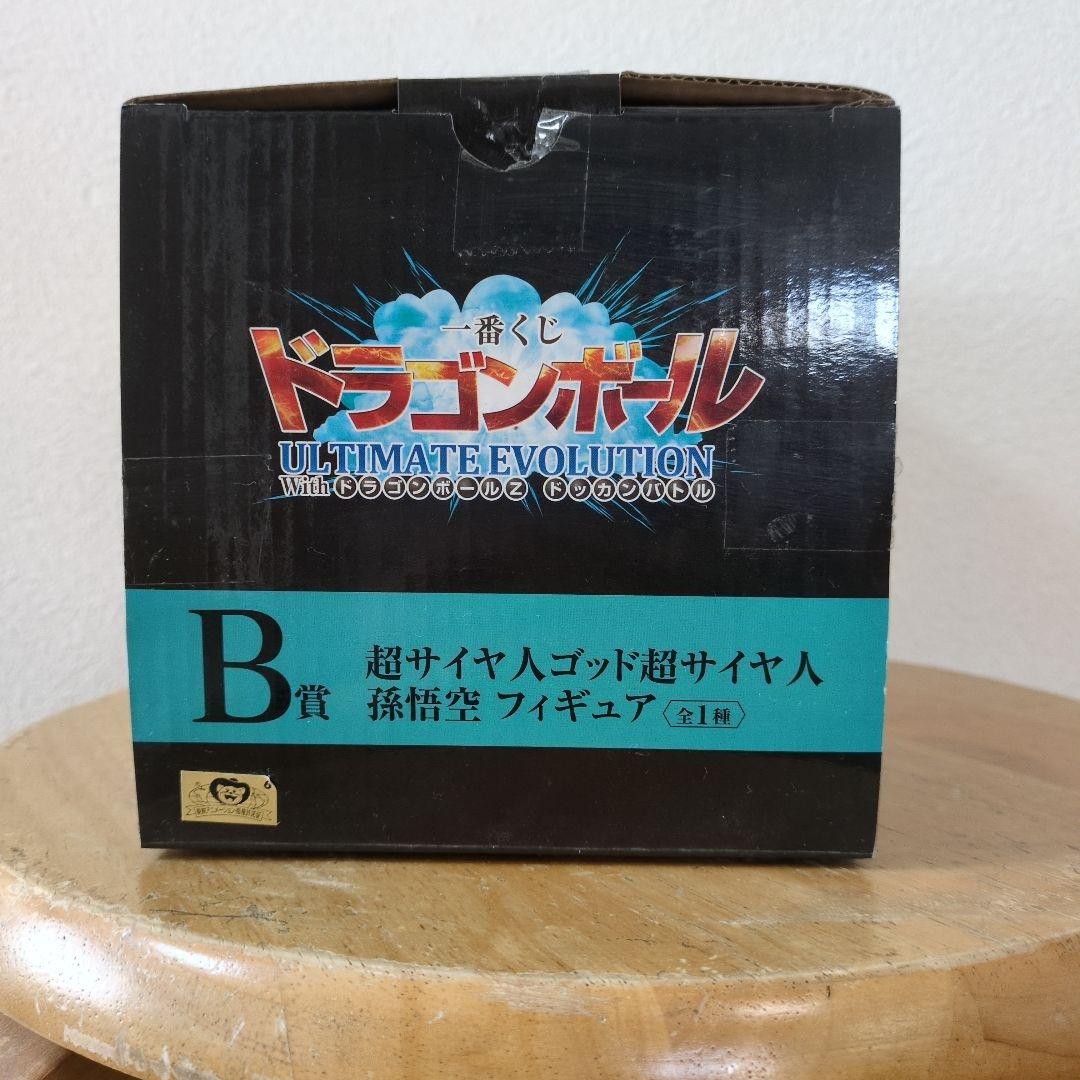 一番くじ
ドラゴンボール
ULTIMATE EVOLUTION
With ドラゴンボールZ ドッカンバトル
B賞
超サイヤ人ゴッド超サイヤ人
孫悟空 フィギュア 全1種